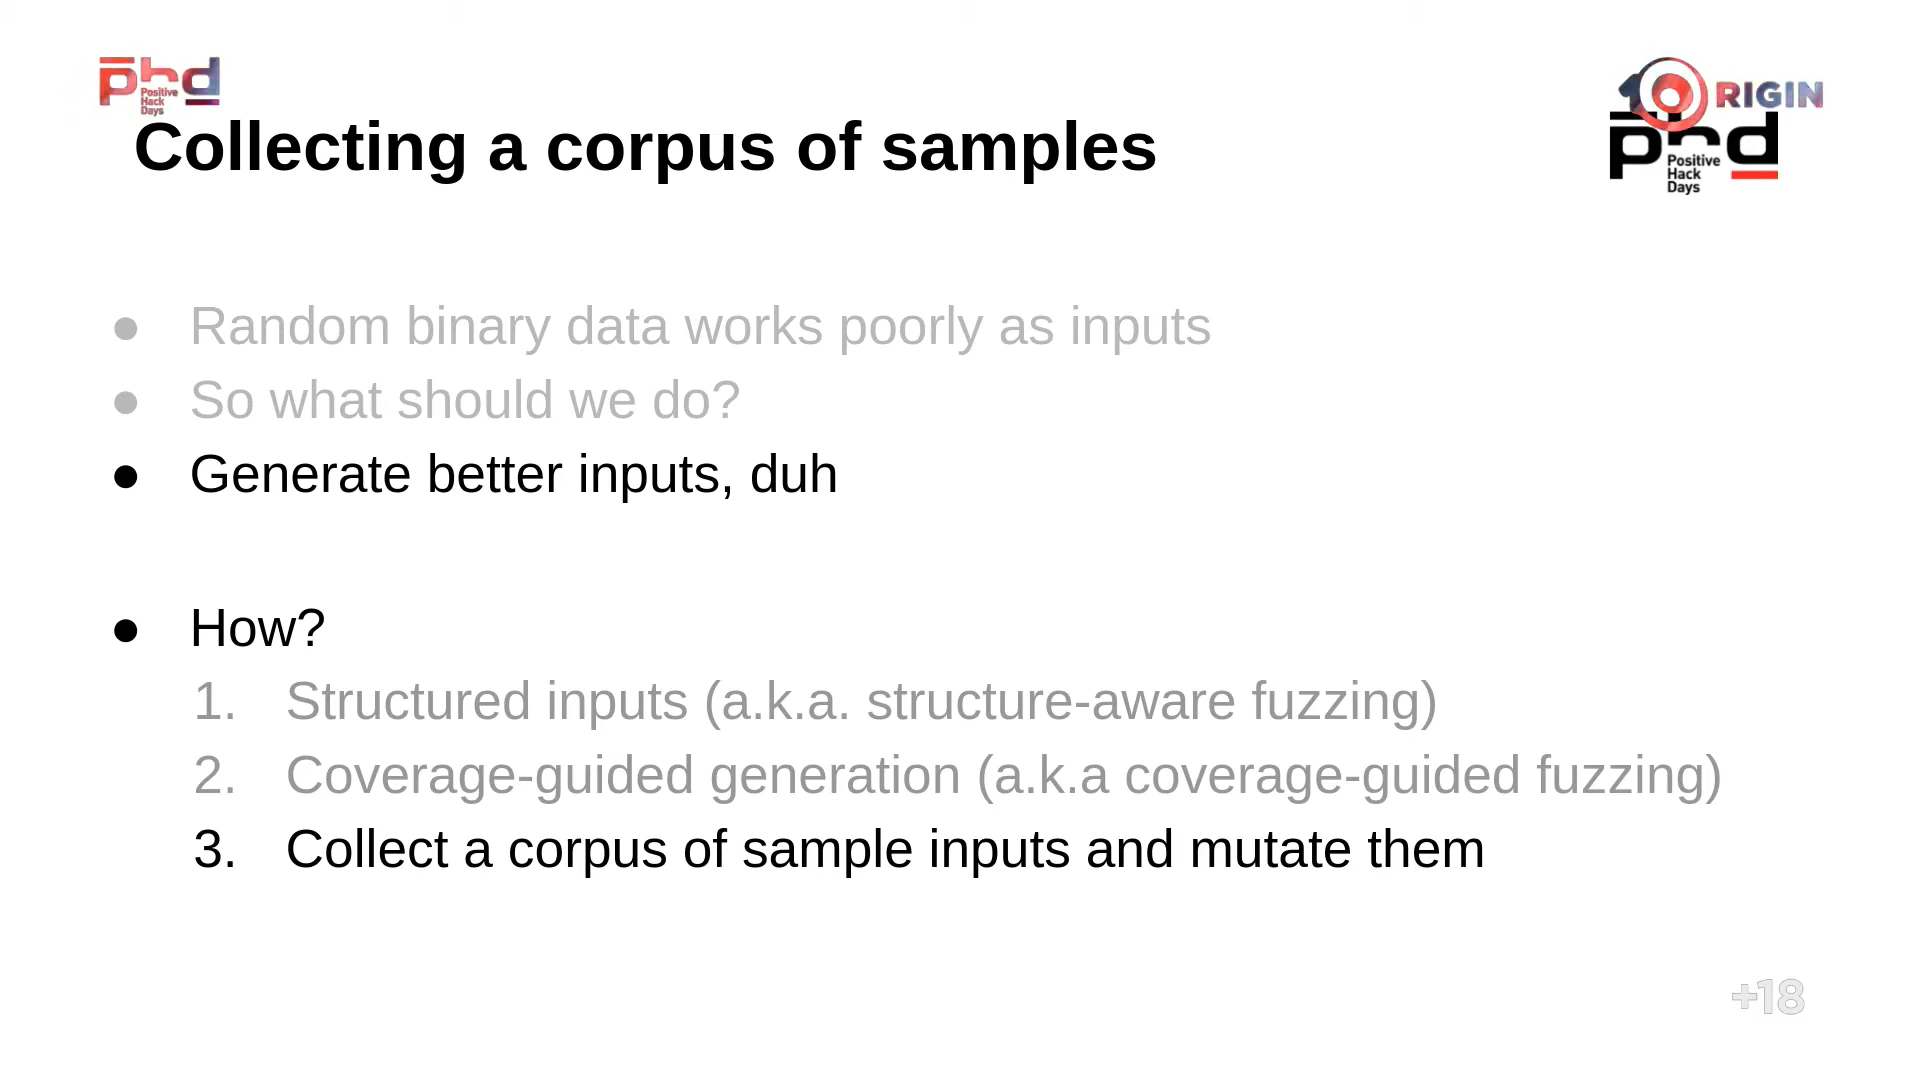 phd
Positive
Hack
Days
10RIGIN
Collecting a corpus of samples
phd
Positive
Hack
Days
● Random binary data works poorly as inputs
● So what should we do?
● Generate better inputs, duh
● How?
1. Structured inputs (a.k.a. structure-aware fuzzing)
2. Coverage-guided generation (a.k.a coverage-guided fuzzing)
3. Collect a corpus of sample inputs and mutate them
+18